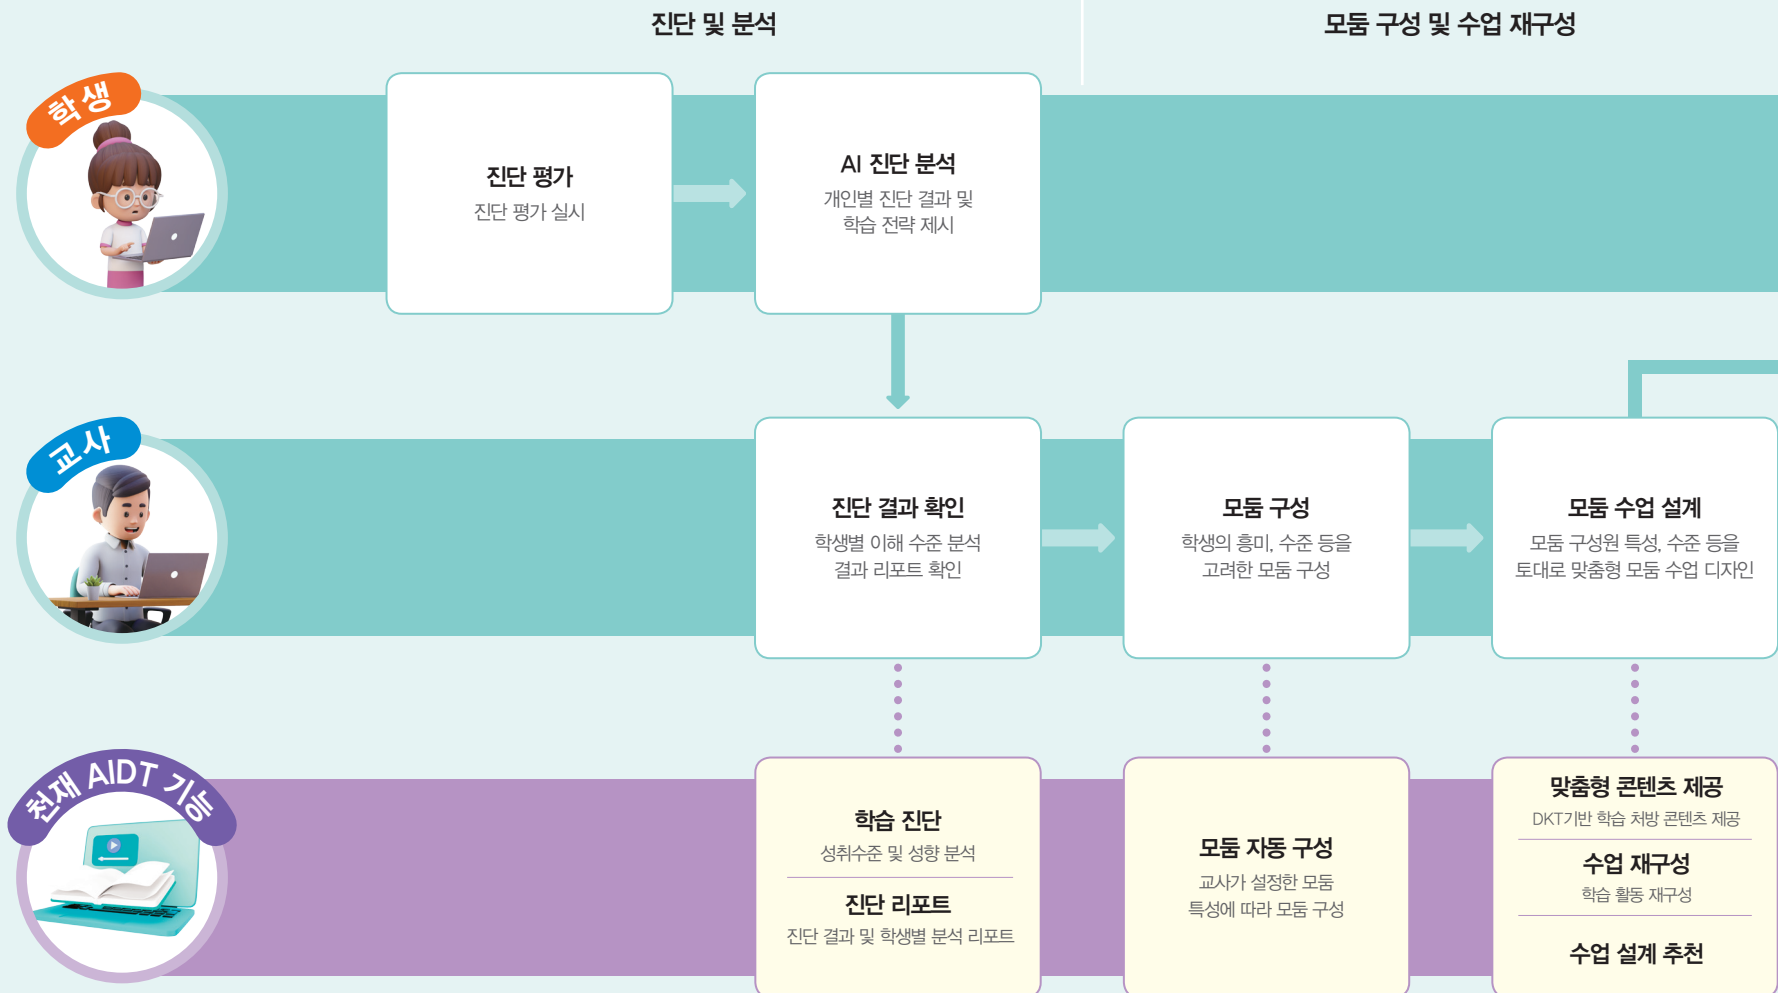 진단 및 분석
모둠 구성 및 수업 재구성
학생
진단 평가
진단 평가 실시
AI 진단 분석
개인별 진단 결과 및
학습 전략 제시
교사
진단 결과 확인
학생별 이해 수준 분석
결과 리포트 확인
모둠 구성
학생의 흥미, 수준 등을
고려한 모둠 구성
모둠 수업 설계
모둠 구성원 특성, 수준 등을
토대로 맞춤형 모둠 수업 디자인
천재 AIDT 기능
학습 진단
성취수준 및 성향 분석
진단 리포트
진단 결과 및 학생별 분석 리포트
모둠 자동 구성
교사가 설정한 모둠
특성에 따라 모둠 구성
맞춤형 콘텐츠 제공
DKT기반 학습 처방 콘텐츠 제공
수업 재구성
학습 활동 재구성
수업 설계 추천